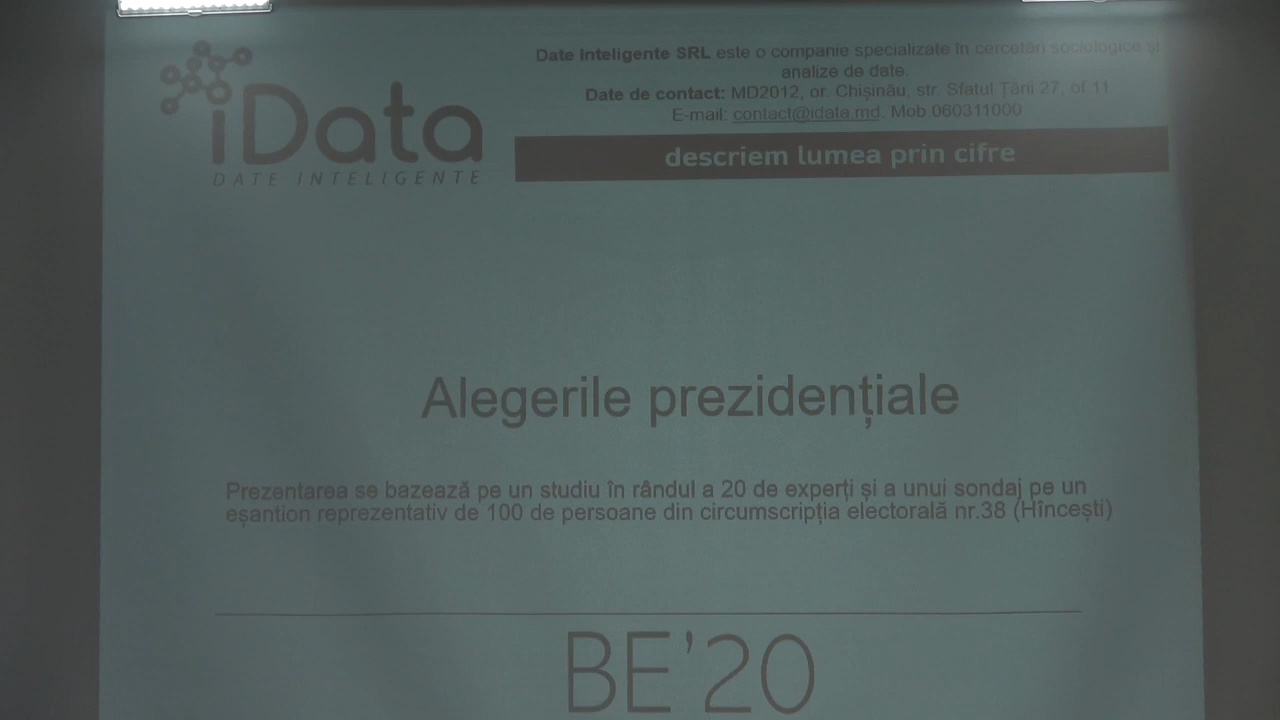 iData
DATE INTELIGENTE
Date Inteligente SRL este o companie specializate în cercetări sociologice și
analize de date.
Date de contact: MD2012, or. Chișinău, str. Sfatul Țării 27, of 11
E-mail: contact@idata.md. Mob.060311000
descriem lumea prin cifre
Alegerile prezidențiale
Prezentarea se bazează pe un studiu în rândul a 20 de experți și a unui sondaj pe un
eșantion reprezentativ de 100 de persoane din circumscripția electorală nr.38 (Hîncești)
BE'20